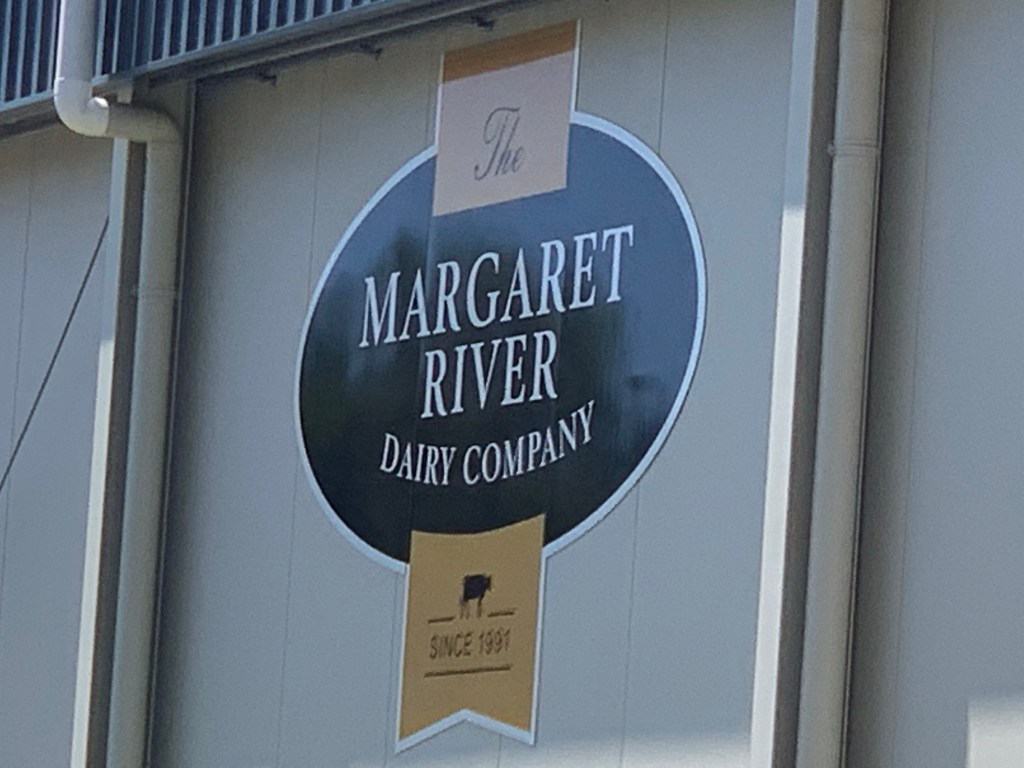 The
MARGARET
RIVER
DAIRY COMPANY
SINCE 1991